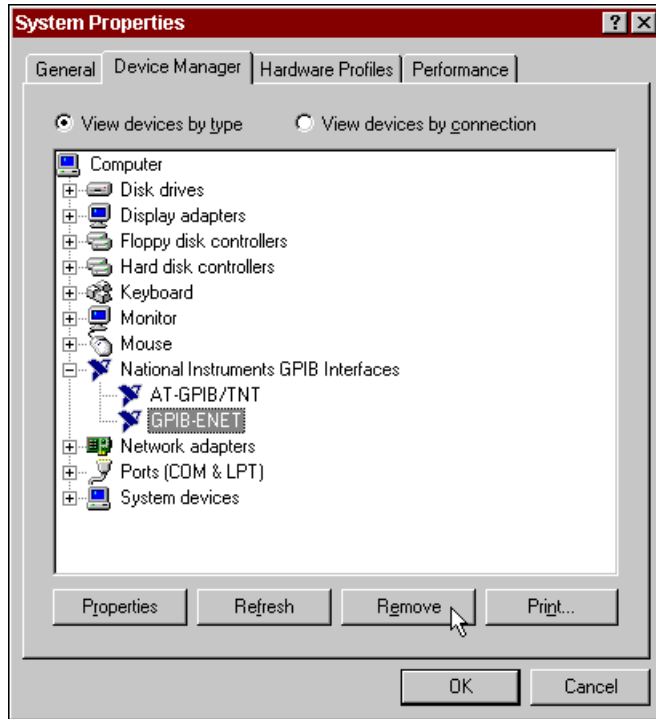 System Properties
General Device Manager Hardware Profiles Performance
View devices by type View devices by connection
Computer
Disk drives
Display adapters
Floppy disk controllers
Hard disk controllers
Keyboard
Monitor
Mouse
National Instruments GPIB Interfaces
AT-GPIB/TNT
GPIB-ENET
Network adapters
Ports (COM & LPT)
System devices
Properties Refresh Remove Print...
OK Cancel